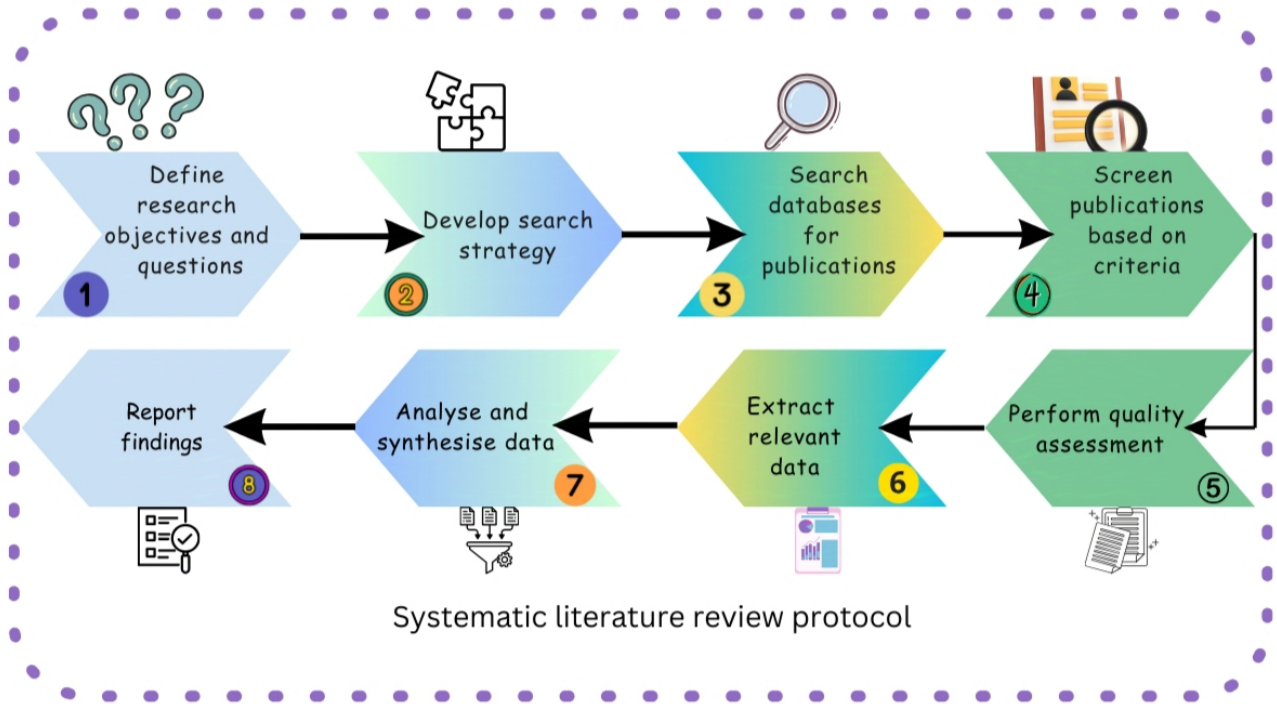 Define
research
objectives and
questions
1
Develop search
strategy
2
Search
databases
for
publications
3
Screen
publications
based on
criteria
4
Perform quality
assessment
5
Extract
relevant
data
6
Analyse and
synthesise data
7
Report
findings
8
Systematic literature review protocol